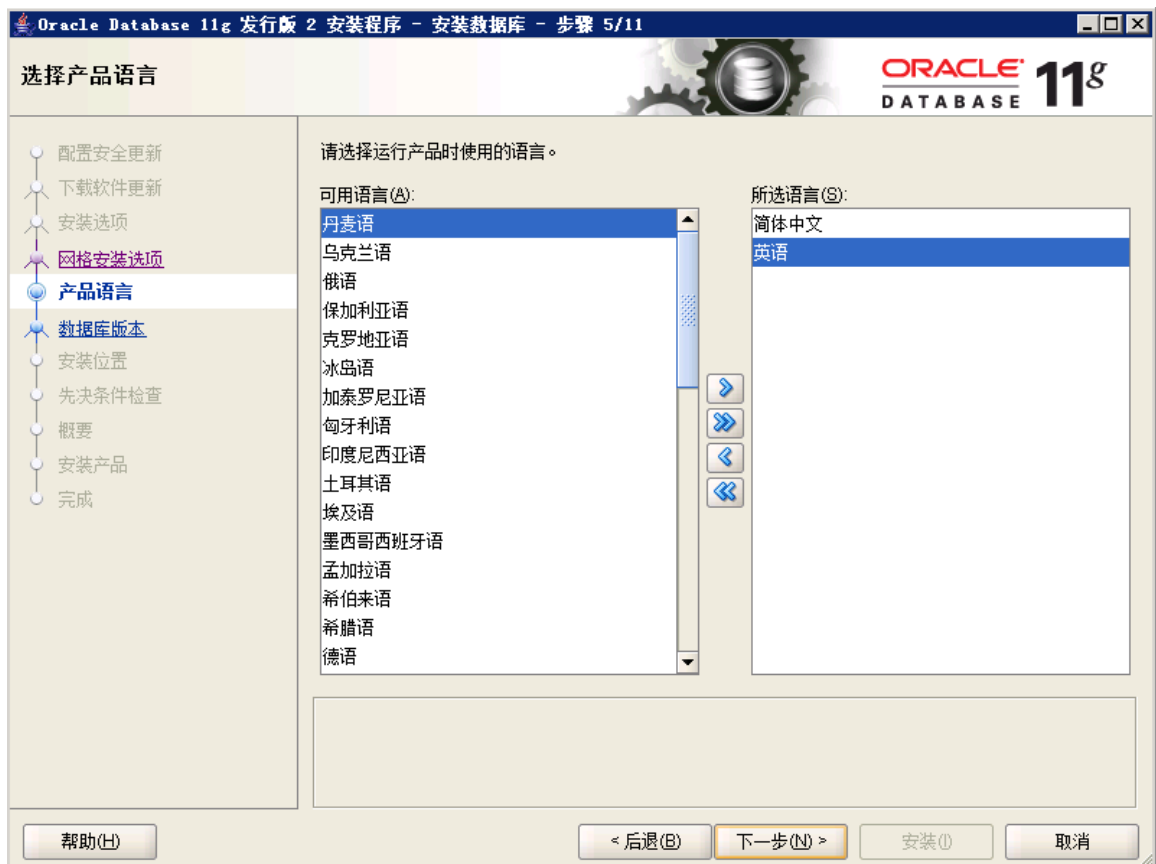 Oracle Database 11g 发行版 2 安装程序 - 安装数据库 - 步骤 5/11
选择产品语言
ORACLE
DATABASE
11g
配置安全更新
下载软件更新
安装选项
网格安装选项
产品语言
数据库版本
安装位置
先决条件检查
概要
安装产品
完成
请选择运行产品时使用的语言。
可用语言(A):
丹麦语
乌克兰语
俄语
保加利亚语
克罗地亚语
冰岛语
加泰罗尼亚语
匈牙利语
印度尼西亚语
土耳其语
埃及语
墨西哥西班牙语
孟加拉语
希伯来语
希腊语
德语
所选语言(S):
简体中文
英语
帮助(H)
< 后退(B)
下一步(N) >
安装(I)
取消